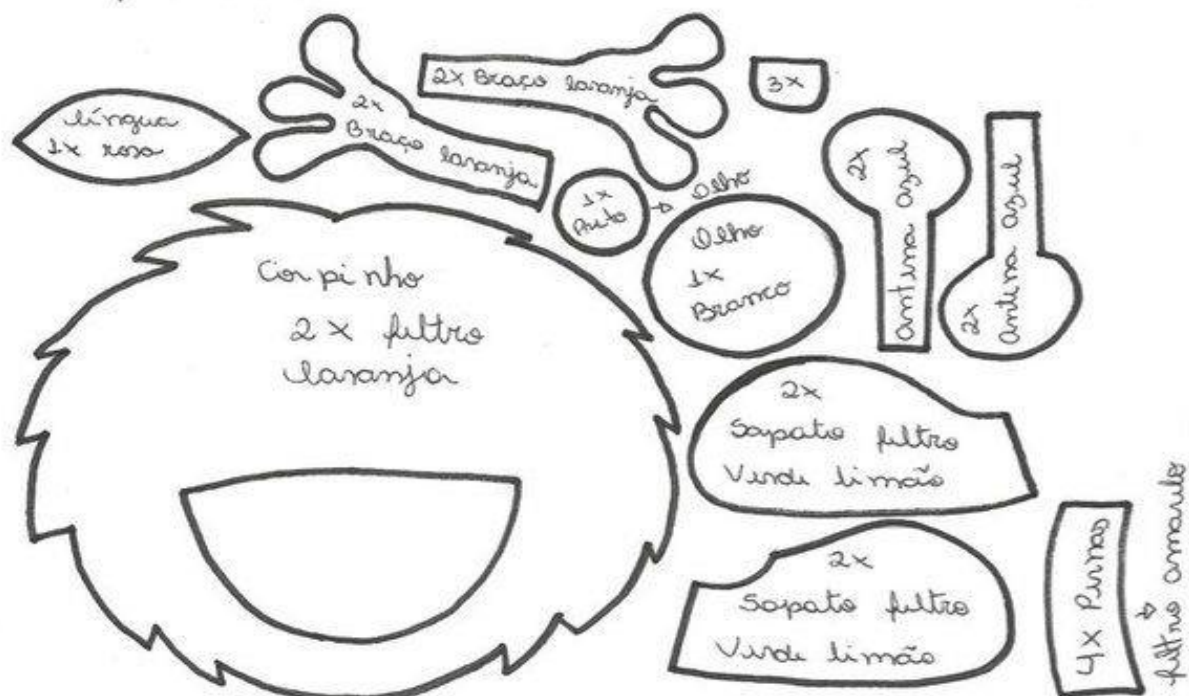 língua
1x rosa
2x
Braço laranja
2x Braço laranja
3x
1x
Preto
Olho
Olho
1x
Branco
2x
antena azul
2x
antena azul
Corpinho
2x feltro
laranja
2x
Sapato feltro
Verde limão
2x
Sapato feltro
Verde limão
4x Pernas
feltro amarelo